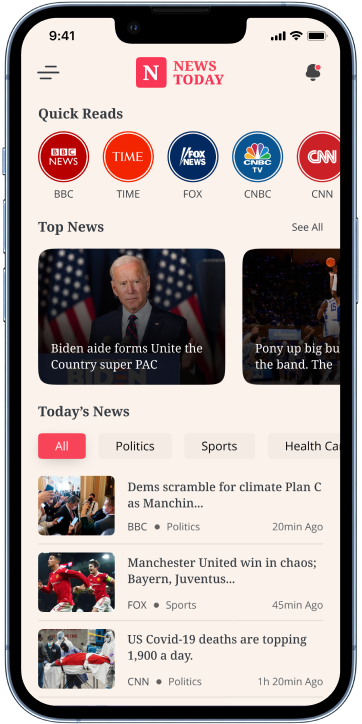 9:41
N
NEWS
TODAY
Quick Reads
BBC
NEWS
TIME
FOX
NEWS
CNBC
TV
CNN
BBC
TIME
FOX
CNBC
CNN
Top News
See All
Biden aide forms Unite the
Country super PAC
Pony up big bu
the band. The
Today's News
All
Politics
Sports
Health Ca
Dems scramble for climate Plan C
as Manchin...
BBC ● Politics
20min Ago
Manchester United win in chaos;
Bayern, Juventus...
FOX ● Sports
45min Ago
US Covid-19 deaths are topping
1,900 a day.
CNN ● Politics
1h 20min Ago